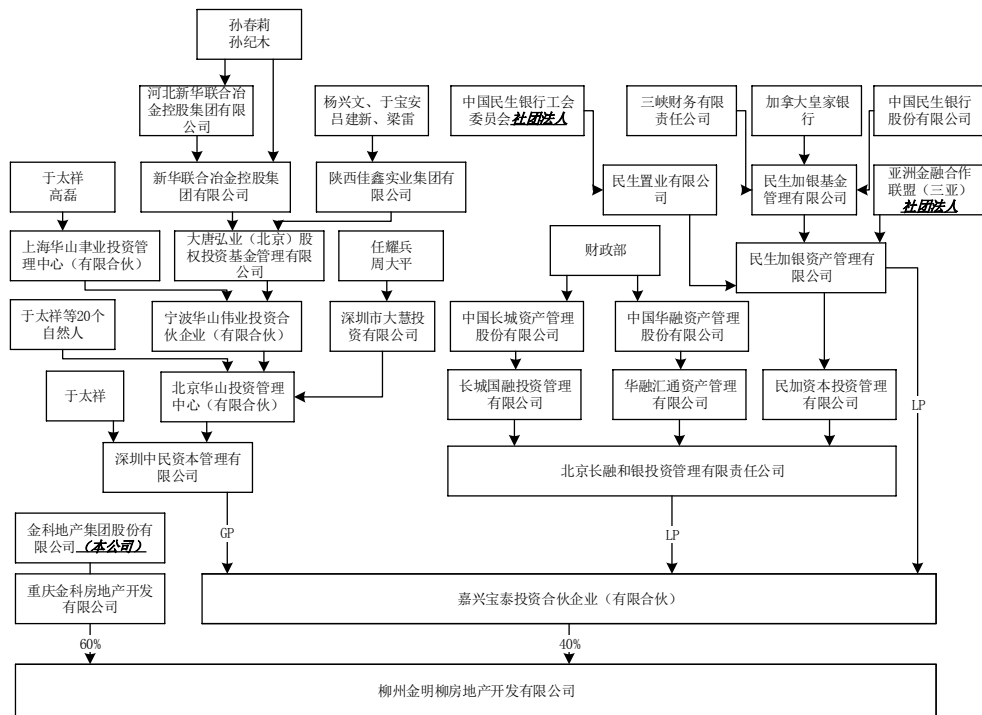 孙春莉
孙纪木
河北新华联合冶
金控股集团有限
公司
杨兴文、于宝安
吕建新、梁雷
中国民生银行工会
委员会社团法人
三峡财务有限
责任公司
加拿大皇家银
行
中国民生银行
股份有限公司
于太祥
高磊
新华联合冶金控股集
团有限公司
陕西佳鑫实业集团有
限公司
民生置业有限公
司
民生加银基金
管理有限公司
亚洲金融合作
联盟（三亚）
社团法人
上海华山聿业投资管
理中心（有限合伙）
大唐弘业（北京）股
权投资基金管理有限
公司
任耀兵
周大平
财政部
民生加银资产管理有
限公司
于太祥等20个
自然人
宁波华山伟业投资合
伙企业（有限合伙）
深圳市大慧投
资有限公司
中国长城资产管理
股份有限公司
中国华融资产管理
股份有限公司
于太祥
北京华山投资管理
中心（有限合伙）
长城国融投资管理
有限公司
华融汇通资产管理
有限公司
民加资本投资管理
有限公司
LP
深圳中民资本管理有
限公司
北京长融和银投资管理有限责任公司
金科地产集团股份有
限公司（本公司）
GP
LP
重庆金科房地产开发
有限公司
嘉兴宝泰投资合伙企业（有限合伙）
60%
40%
柳州金明柳房地产开发有限公司